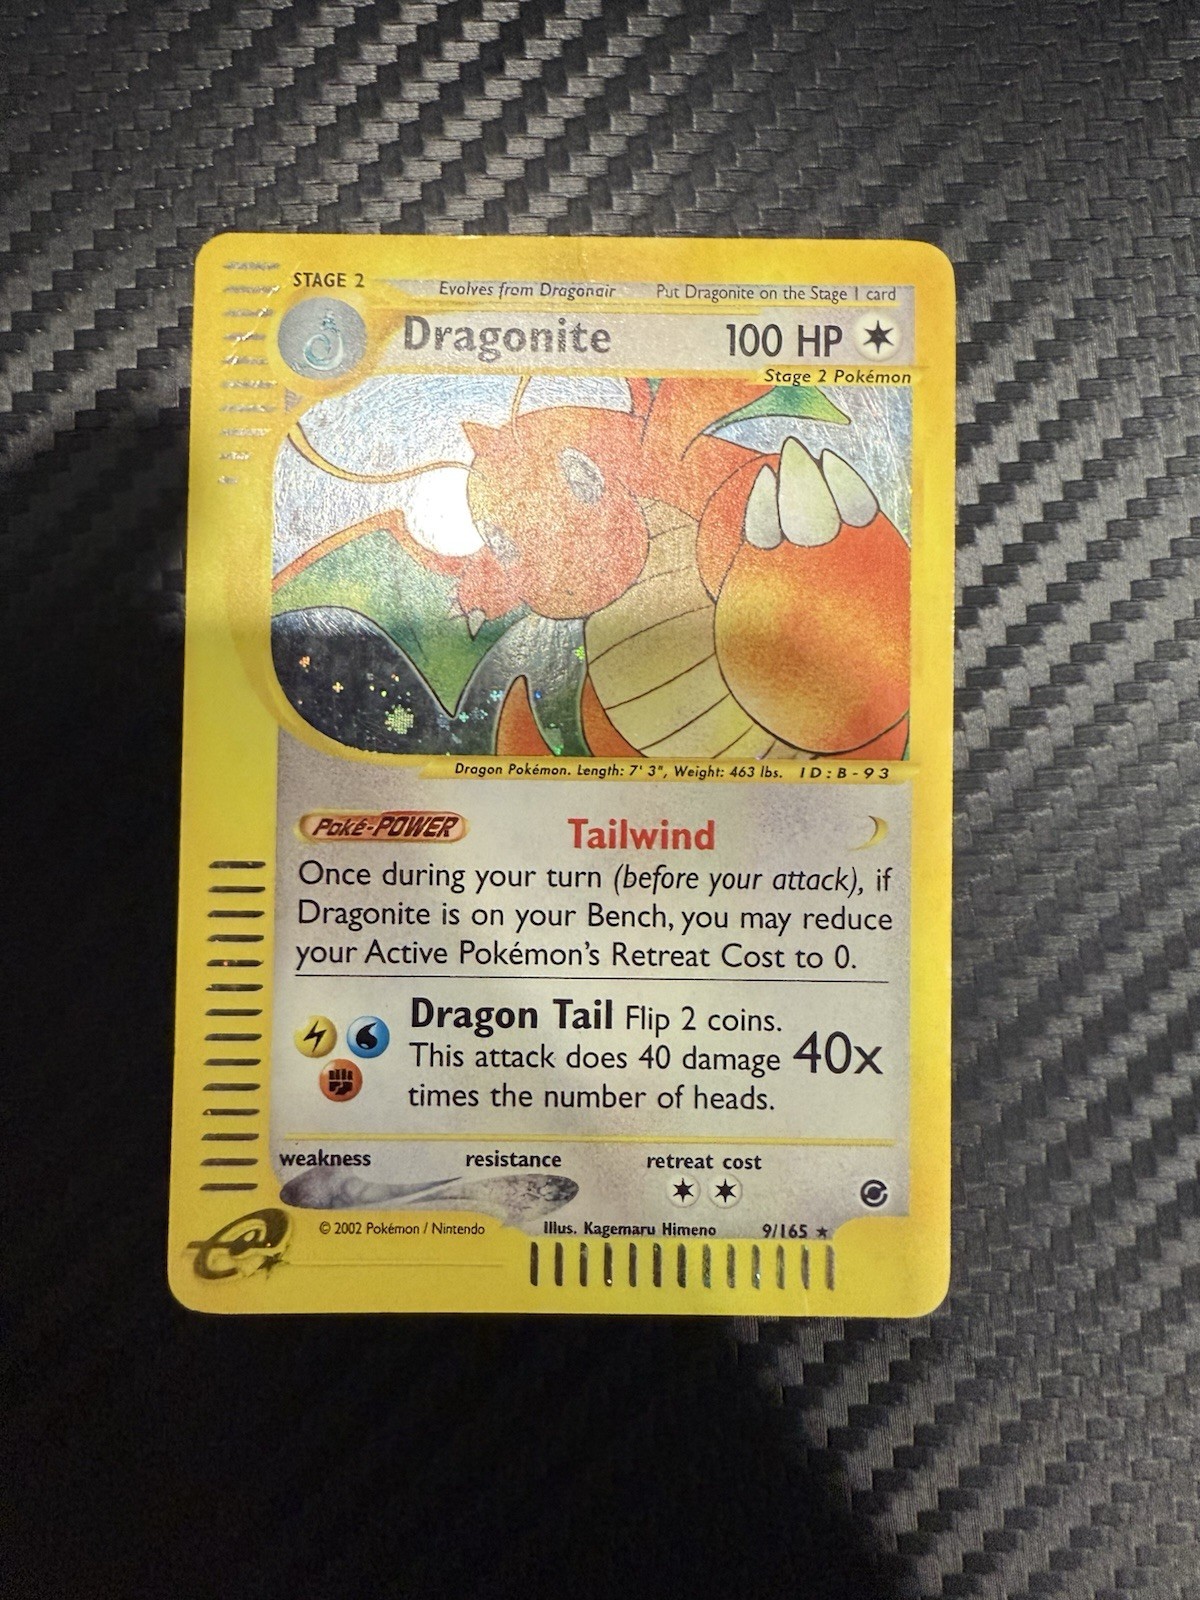 STAGE 2
Evolves from Dragonair Put Dragonite on the Stage 1 card
Dragonite 100 HP
Stage 2 Pokémon
Dragon Pokémon. Length: 7' 3", Weight: 463 lbs. ID:B-93
Poké-POWER Tailwind
Once during your turn (before your attack), if
Dragonite is on your Bench, you may reduce
your Active Pokémon's Retreat Cost to 0.
Dragon Tail Flip 2 coins.
This attack does 40 damage 40x
times the number of heads.
weakness resistance retreat cost
© 2002 Pokémon / Nintendo Illus. Kagemaru Himeno 9/165
e